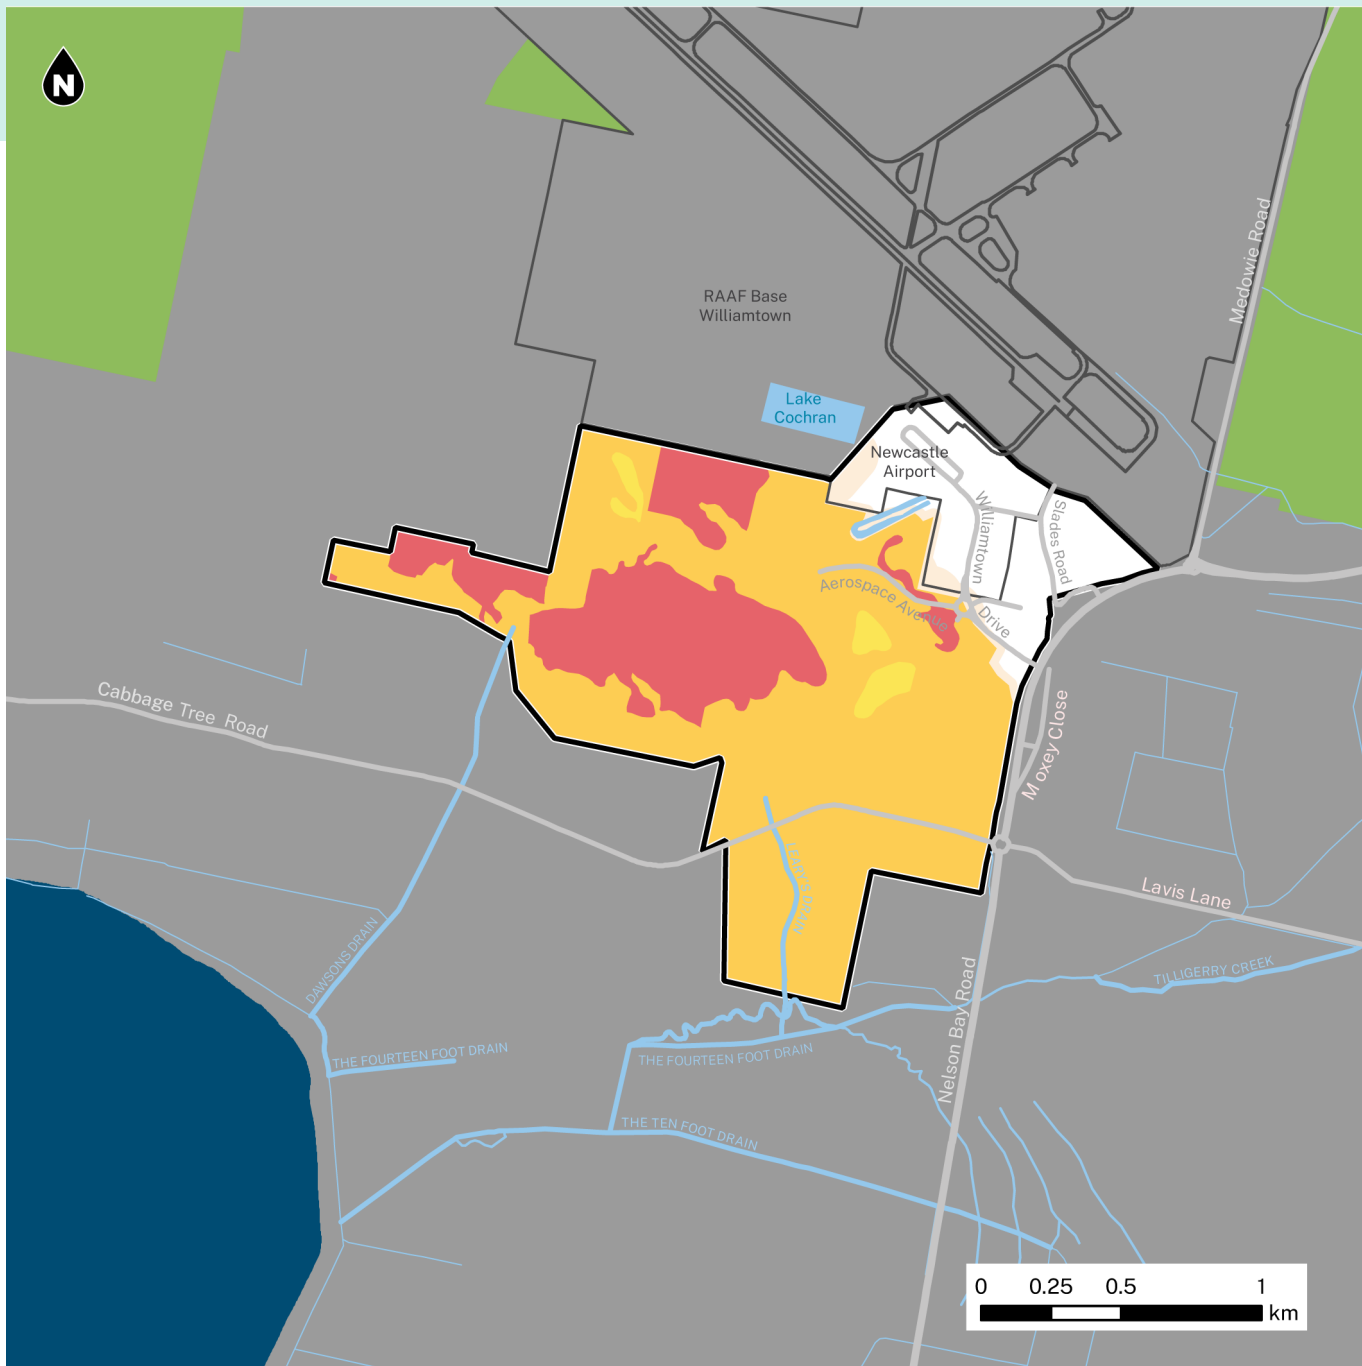 N
Medowie Road
RAAF Base
Williamtown
Lake
Cochran
Newcastle
Airport
Williamtown
Drive
Slades Road
Aerospace Avenue
Cabbage Tree Road
Moxey Close
LEARY'S DRAIN
Lavis Lane
DAWSONS DRAIN
TILLIGERRY CREEK
Nelson Bay Road
THE FOURTEEN FOOT DRAIN
THE FOURTEEN FOOT DRAIN
THE TEN FOOT DRAIN
0 0.25 0.5 1
km